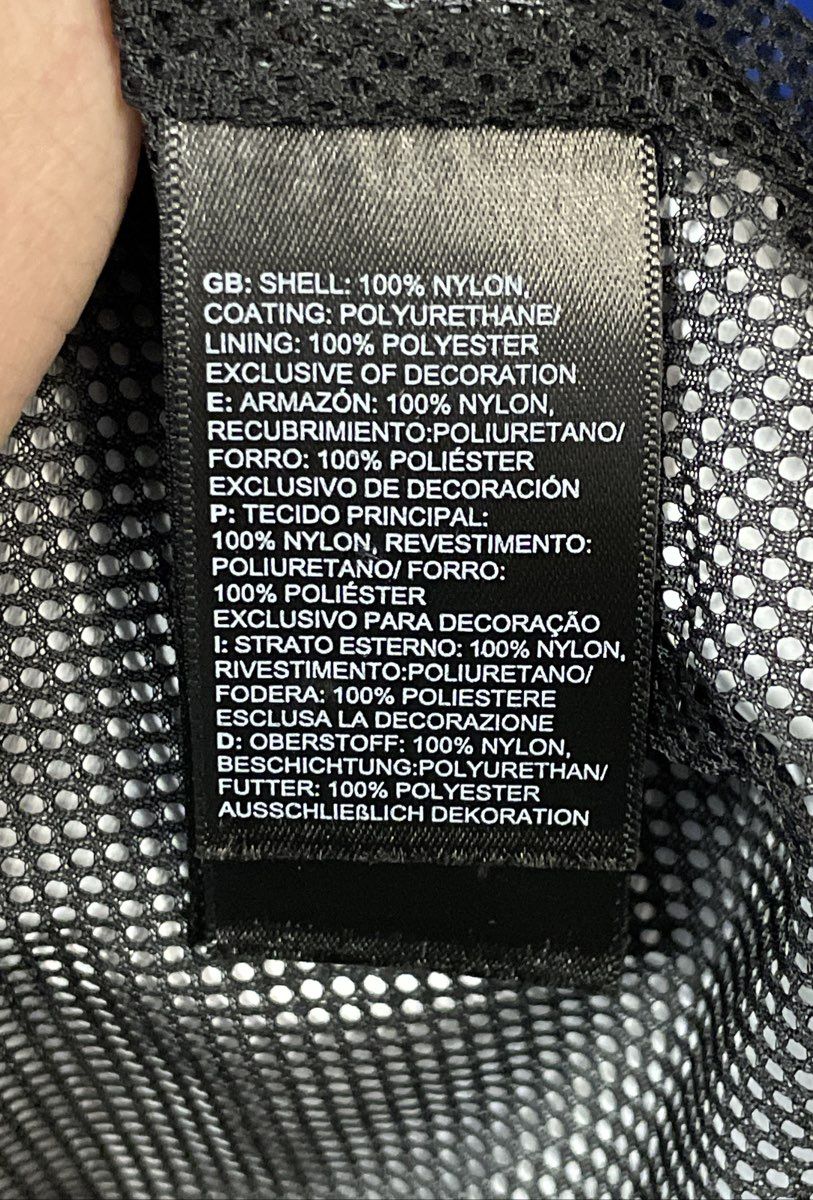 GB: SHELL: 100% NYLON,
COATING: POLYURETHANE/
LINING: 100% POLYESTER
EXCLUSIVE OF DECORATION
E: ARMAZÓN: 100% NYLON,
RECUBRIMIENTO:POLIURETANO/
FORRO: 100% POLIÉSTER
EXCLUSIVO DE DECORACIÓN
P: TECIDO PRINCIPAL:
100% NYLON, REVESTIMENTO:
POLIURETANO/ FORRO:
100% POLIÉSTER
EXCLUSIVO PARA DECORAÇÃO
I: STRATO ESTERNO: 100% NYLON,
RIVESTIMENTO:POLIURETANO/
FODERA: 100% POLIESTERE
ESCLUSA LA DECORAZIONE
D: OBERSTOFF: 100% NYLON,
BESCHICHTUNG:POLYURETHAN/
FUTTER: 100% POLYESTER
AUSSCHLIEßLICH DEKORATION